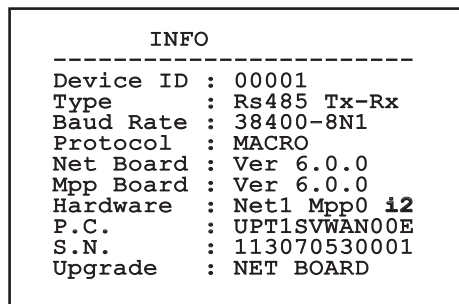 INFO
--------------------------
Device ID : 00001
Type : Rs485 Tx-Rx
Baud Rate : 38400-8N1
Protocol : MACRO
Net Board : Ver 6.0.0
Mpp Board : Ver 6.0.0
Hardware : Net1 Mpp0 i2
P.C. : UPT1SVWAN00E
S.N. : 113070530001
Upgrade : NET BOARD